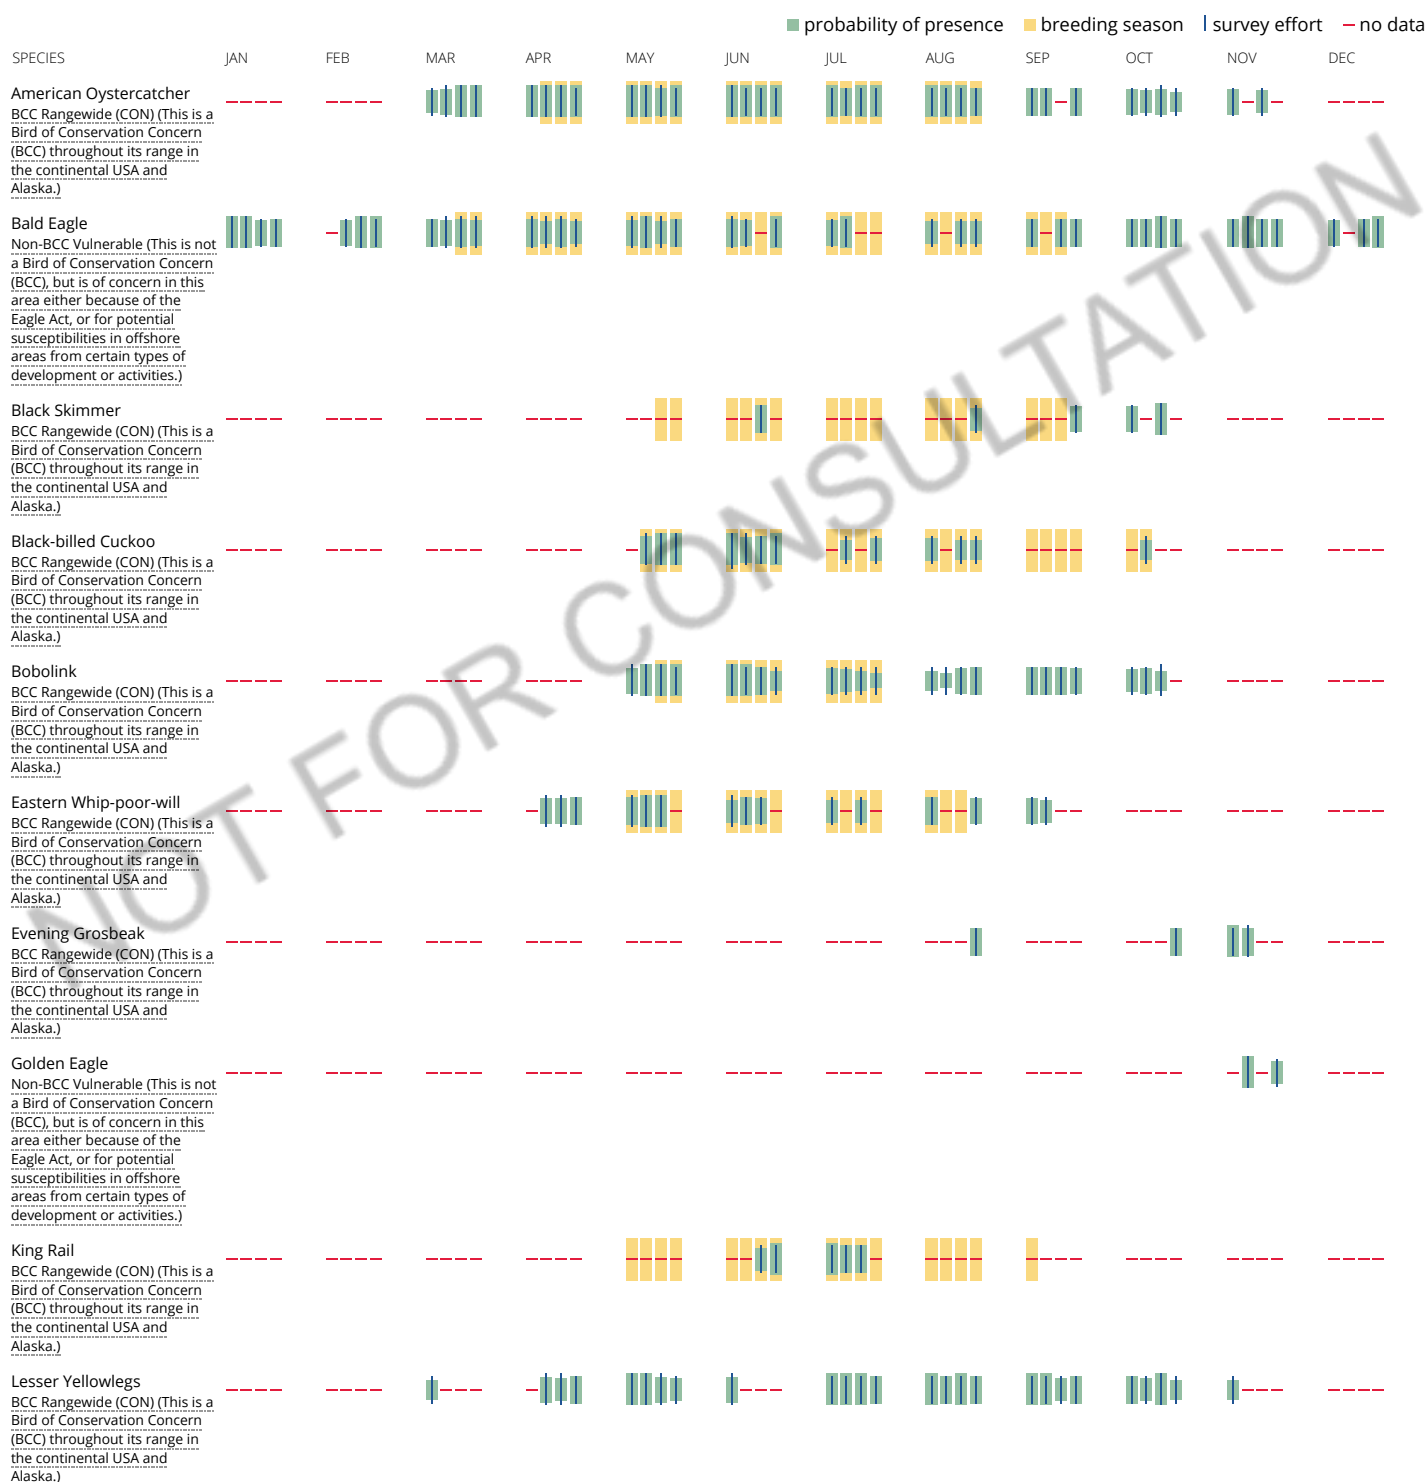 probability of presence breeding season survey effort no data
SPECIES JAN FEB MAR APR MAY JUN JUL AUG SEP OCT NOV DEC
American Oystercatcher
BCC Rangewide (CON) (This is a
Bird of Conservation Concern
(BCC) throughout its range in
the continental USA and
Alaska.)
Bald Eagle
Non-BCC Vulnerable (This is not
a Bird of Conservation Concern
(BCC), but is of concern in this
area either because of the
Eagle Act, or for potential
susceptibilities in offshore
areas from certain types of
development or activities.)
Black Skimmer
BCC Rangewide (CON) (This is a
Bird of Conservation Concern
(BCC) throughout its range in
the continental USA and
Alaska.)
Black-billed Cuckoo
BCC Rangewide (CON) (This is a
Bird of Conservation Concern
(BCC) throughout its range in
the continental USA and
Alaska.)
Bobolink
BCC Rangewide (CON) (This is a
Bird of Conservation Concern
(BCC) throughout its range in
the continental USA and
Alaska.)
Eastern Whip-poor-will
BCC Rangewide (CON) (This is a
Bird of Conservation Concern
(BCC) throughout its range in
the continental USA and
Alaska.)
Evening Grosbeak
BCC Rangewide (CON) (This is a
Bird of Conservation Concern
(BCC) throughout its range in
the continental USA and
Alaska.)
Golden Eagle
Non-BCC Vulnerable (This is not
a Bird of Conservation Concern
(BCC), but is of concern in this
area either because of the
Eagle Act, or for potential
susceptibilities in offshore
areas from certain types of
development or activities.)
King Rail
BCC Rangewide (CON) (This is a
Bird of Conservation Concern
(BCC) throughout its range in
the continental USA and
Alaska.)
Lesser Yellowlegs
BCC Rangewide (CON) (This is a
Bird of Conservation Concern
(BCC) throughout its range in
the continental USA and
Alaska.)
NOT FOR CONSULTATION